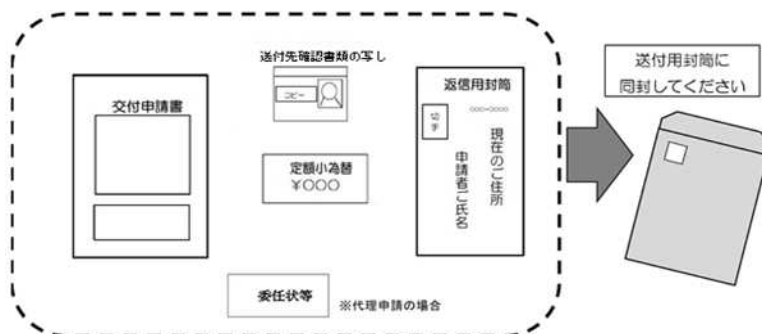 送付先確認書類の写し
交付申請書
コピー
返信用封筒
切手
○○○-○○○○
現在のご住所
申請者ご氏名
定額小為替
￥○○○
委任状等
※代理申請の場合
送付用封筒に
同封してください